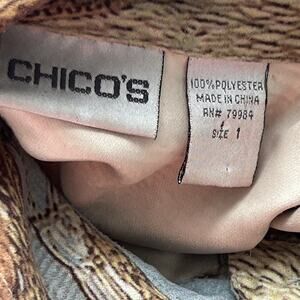 CHICO'S
100%POLYESTER
MADE IN CHINA
RN# 79984
SIZE 1